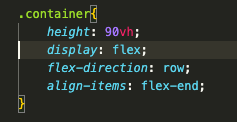 .container{
height: 90vh;
display: flex;
flex-direction: row;
align-items: flex-end;
}